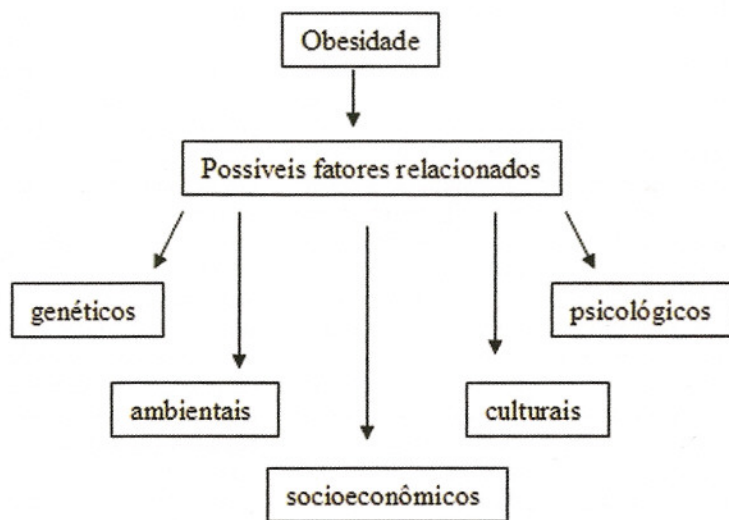 Obesidade
Possíveis fatores relacionados
genéticos
psicológicos
ambientais
culturais
socioeconômicos